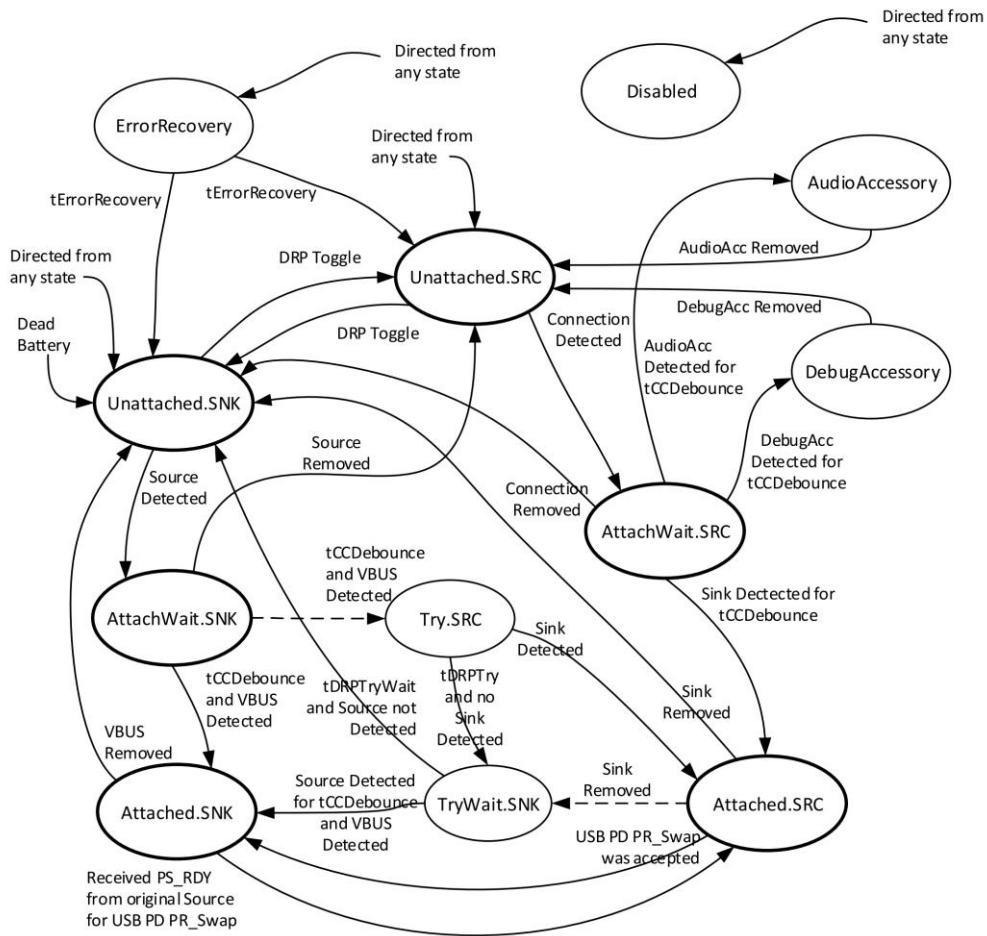 Directed from
any state
Directed from
any state
ErrorRecovery
Disabled
Directed from
any state
AudioAccessory
tErrorRecovery
tErrorRecovery
AudioAcc Removed
Directed from
any state
DRP Toggle
Unattached.SRC
DebugAcc Removed
Dead
Battery
DRP Toggle
Connection
Detected
AudioAcc
Detected for
tCCDebounce
DebugAccessory
Unattached.SNK
Source
Removed
DebugAcc
Detected for
tCCDebounce
Source
Detected
Connection
Removed
AttachWait.SRC
tCCDebounce
and VBUS
Detected
Sink Dectected for
tCCDebounce
AttachWait.SNK
Try.SRC
Sink
Detected
tCCDebounce
and VBUS
Detected
tDRPTryWait
and Source not
Detected
tDRPTry
and no
Sink
Detected
Sink
Removed
VBUS
Removed
Source Detected
for tCCDebounce
and VBUS
Detected
Sink
Removed
Attached.SNK
TryWait.SNK
Attached.SRC
USB PD PR_Swap
was accepted
Received PS_RDY
from original Source
for USB PD PR_Swap